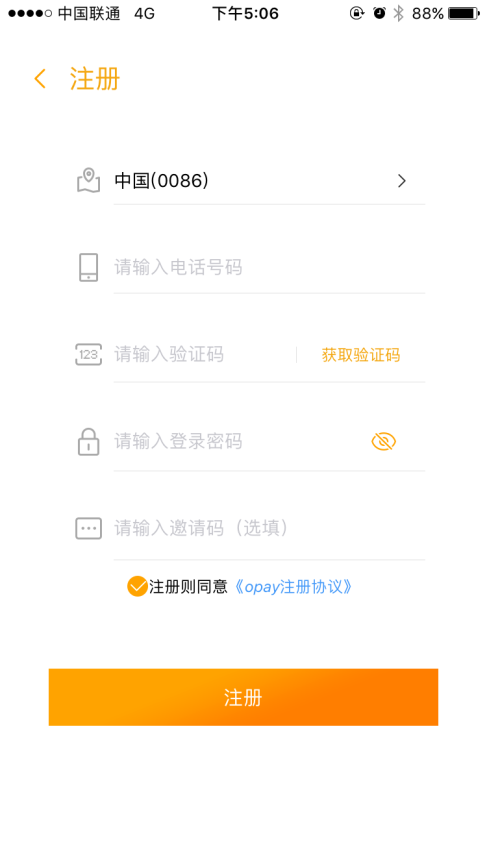 中国联通 4G 下午5:06 88%
注册
中国(0086)
请输入电话号码
123 请输入验证码 获取验证码
请输入登录密码
请输入邀请码（选填）
注册则同意《opay注册协议》
注册